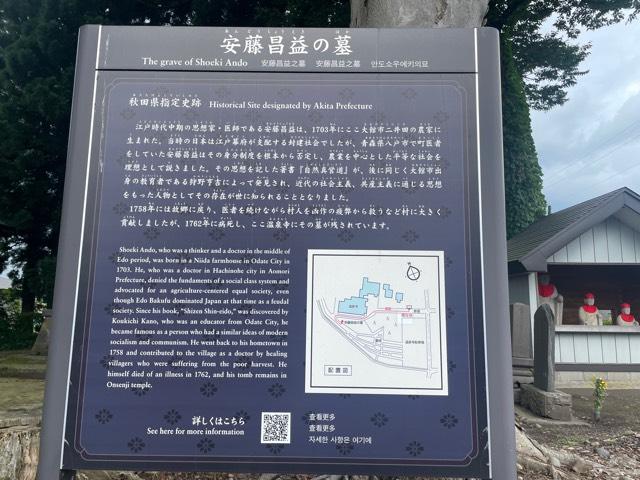 安藤昌益の墓
The grave of Shoeki Ando 安藤昌益之墓 安藤昌益之墓 안도소우에키의묘
秋田県指定史跡 Historical Site designated by Akita Prefecture
江戸時代中期の思想家・医師である安藤昌益は、1703年にここ大館市二井田の農家に
生まれた。当時の日本は江戸幕府が支配する封建社会でしたが、青森県八戸市で町医者
をしていた安藤昌益はその身分制度を根本から否定し、農業を中心とした平等な社会を
理想として説きました。その思想を記した著書『自然真営道』が、後に同じく大館市出
身の教育者である狩野亨吉によって発見され、近代の社会主義、共産主義に通じる思想
をもった人物としてその存在が世に知られることとなりました。
1758年には故郷に戻り、医者を続けながら村人を凶作の疲弊から救うなど村に大きく
貢献しましたが、1762年に病死し、ここ温泉寺にその墓が残されています。
Shoeki Ando, who was a thinker and a doctor in the middle of
Edo period, was born in a Niida farmhouse in Odate City in
1703. He, who was a doctor in Hachinohe city in Aomori
Prefecture, denied the fundaments of a social class system and
advocated for an agriculture-centered equal society, even
though Edo Bakufu dominated Japan at that time as a feudal
society. Since his book, “Shizen Shin-eido,” was discovered by
Koukichi Kano, who was an educator from Odate City, he
became famous as a person who had a similar ideas of modern
socialism and communism. He went back to his hometown in
1758 and contributed to the village as a doctor by healing
villagers who were suffering from the poor harvest. He
himself died of an illness in 1762, and his tomb remains in
Onsenji temple.
配置図
詳しくはこちら
See here for more information
查看更多
查看更多
자세한 사항은 여기에